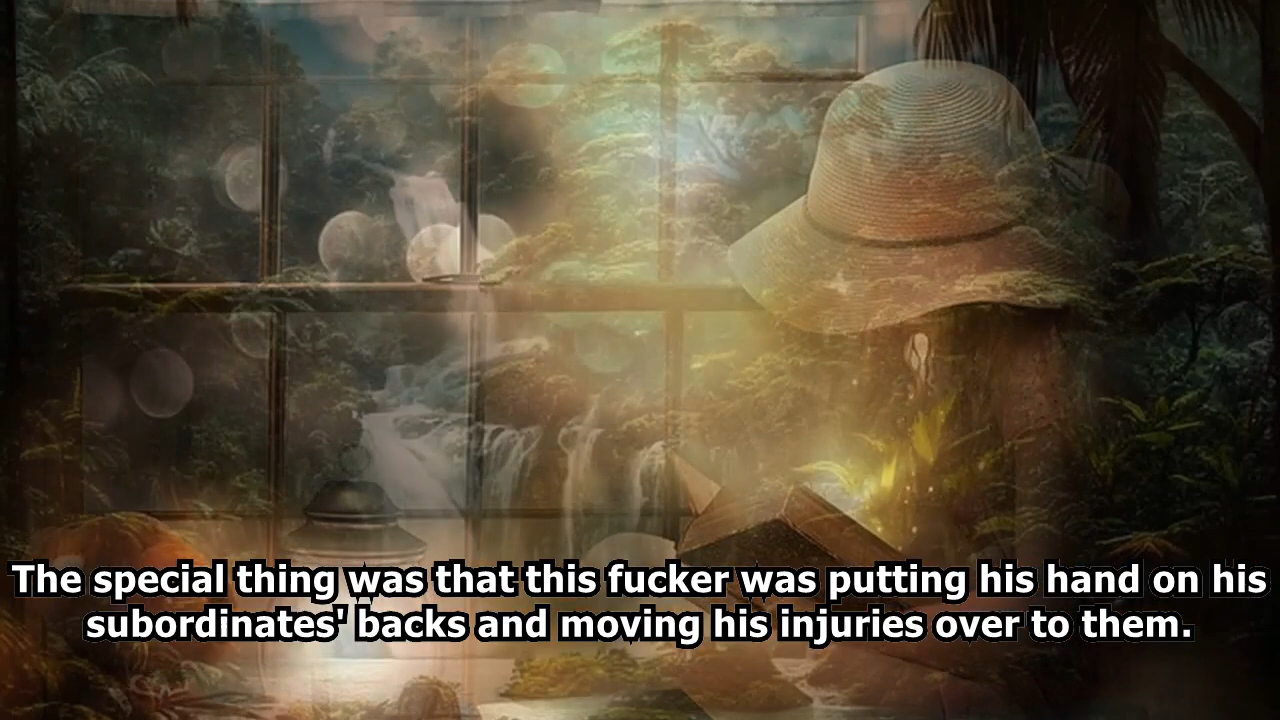 The special thing was that this fucker was putting his hand on his
subordinates' backs and moving his injuries over to them.